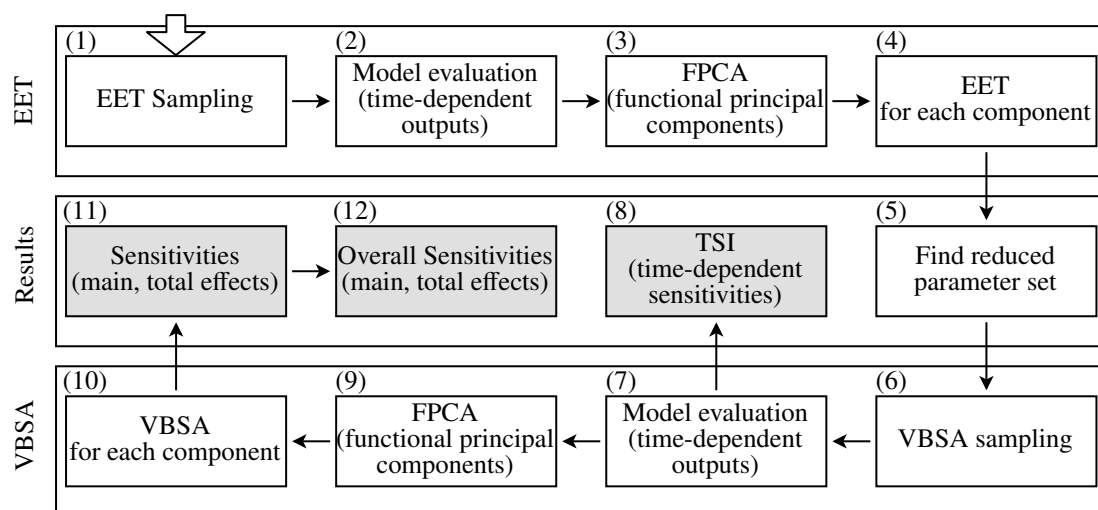 EET
(1)
EET Sampling
(2)
Model evaluation
(time-dependent
outputs)
(3)
FPCA
(functional principal
components)
(4)
EET
for each component
Results
(11)
Sensitivities
(main, total effects)
(12)
Overall Sensitivities
(main, total effects)
(8)
TSI
(time-dependent
sensitivities)
(5)
Find reduced
parameter set
VBSA
(10)
VBSA
for each component
(9)
FPCA
(functional principal
components)
(7)
Model evaluation
(time-dependent
outputs)
(6)
VBSA sampling